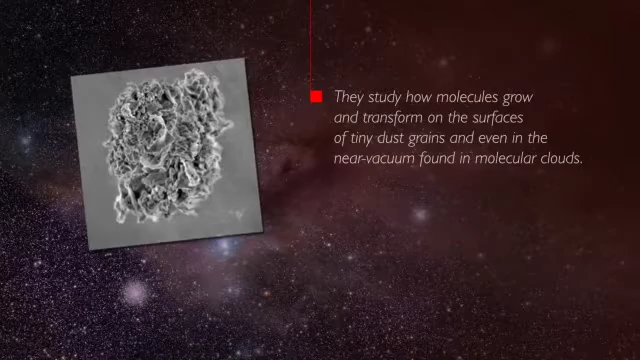 They study how molecules grow
and transform on the surfaces
of tiny dust grains and even in the
near-vacuum found in molecular clouds.